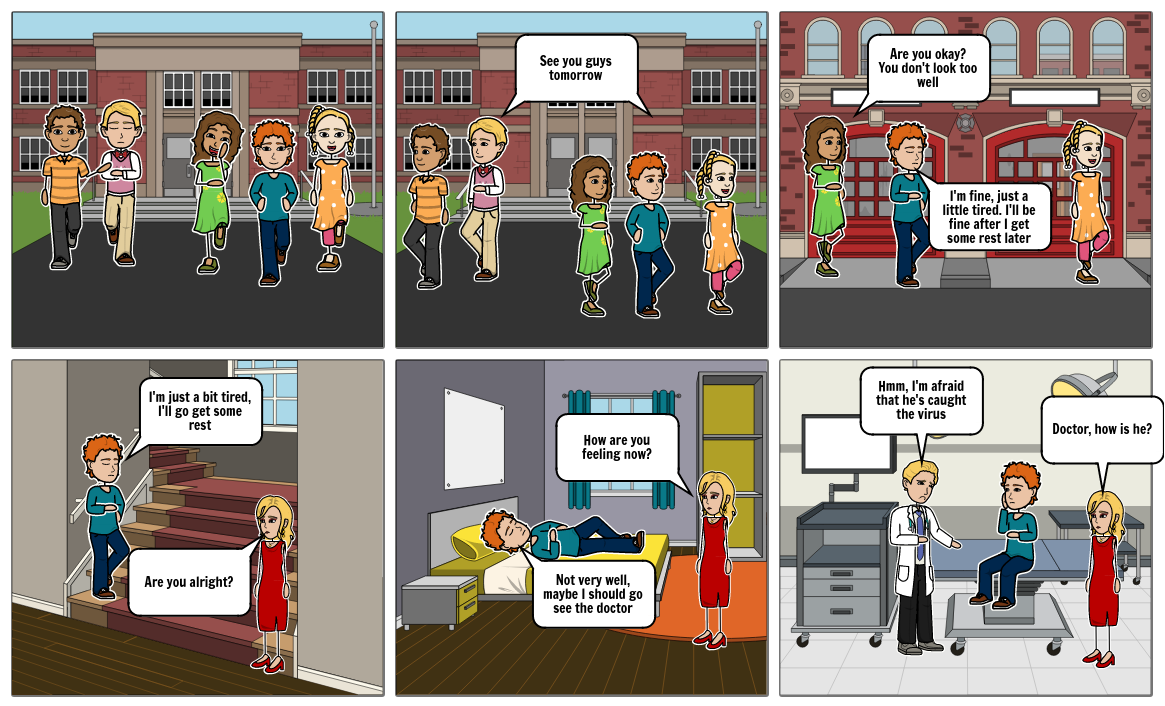 See you guys
tomorrow
Are you okay?
You don't look too
well
I'm fine, just a
little tired. I'll be
fine after I get
some rest later
I'm just a bit tired,
I'll go get some
rest
Are you alright?
How are you
feeling now?
Not very well,
maybe I should go
see the doctor
Hmm, I'm afraid
that he's caught
the virus
Doctor, how is he?